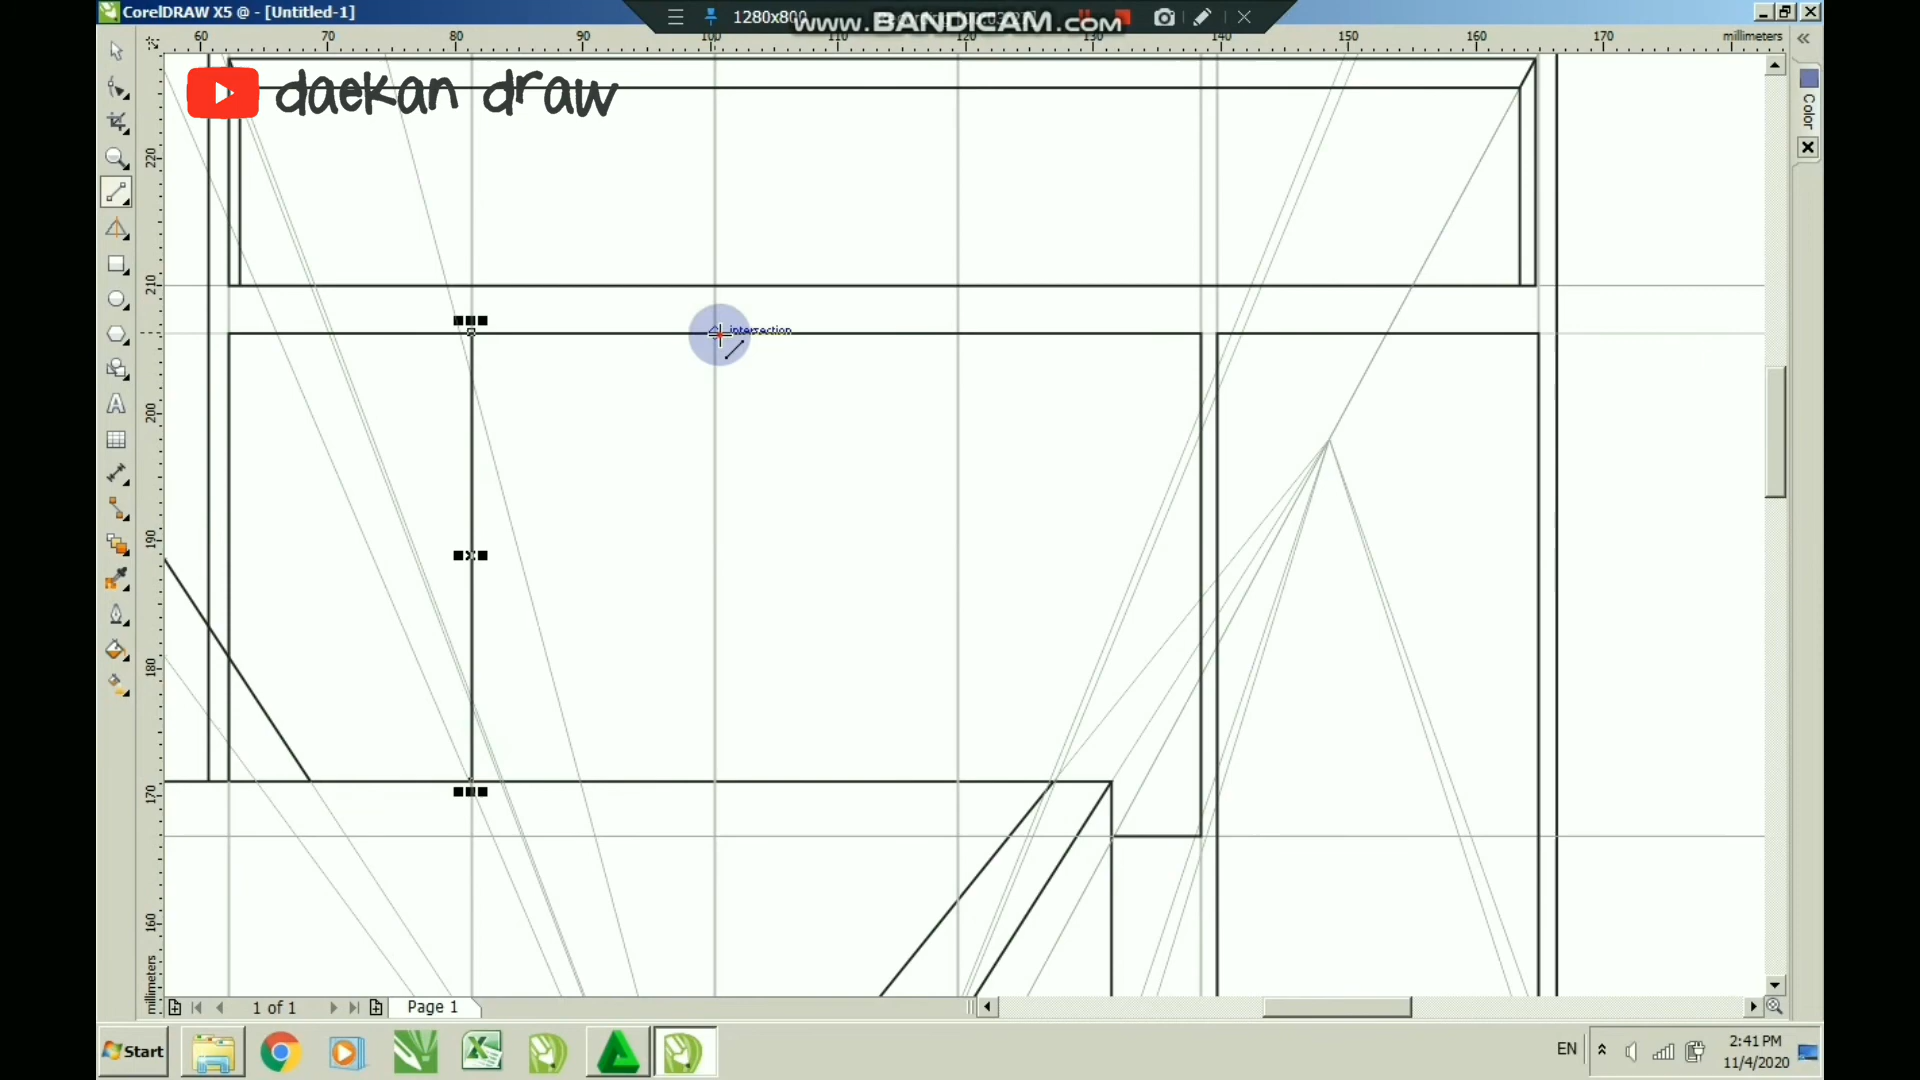 CorelDRAW X5 @ - [Untitled-1]
1280x800
www.BANDICAM.com
60 70 80 90 100 110 120 130 140 150 160 170 millimeters
daekan draw
Color
220
210
intersection
200
190
180
170
160
millimeters
1 of 1
Page 1
Start
EN
2:41 PM
11/4/2020